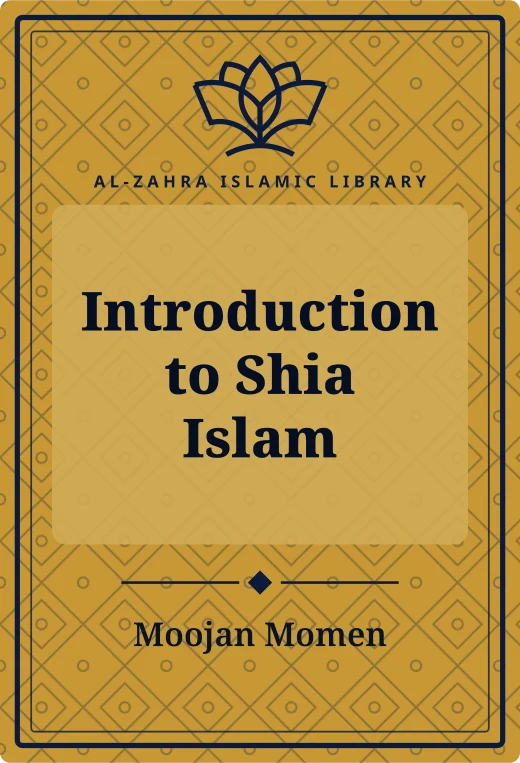 AL-ZAHRA ISLAMIC LIBRARY
Introduction
to Shia
Islam
Moojan Momen